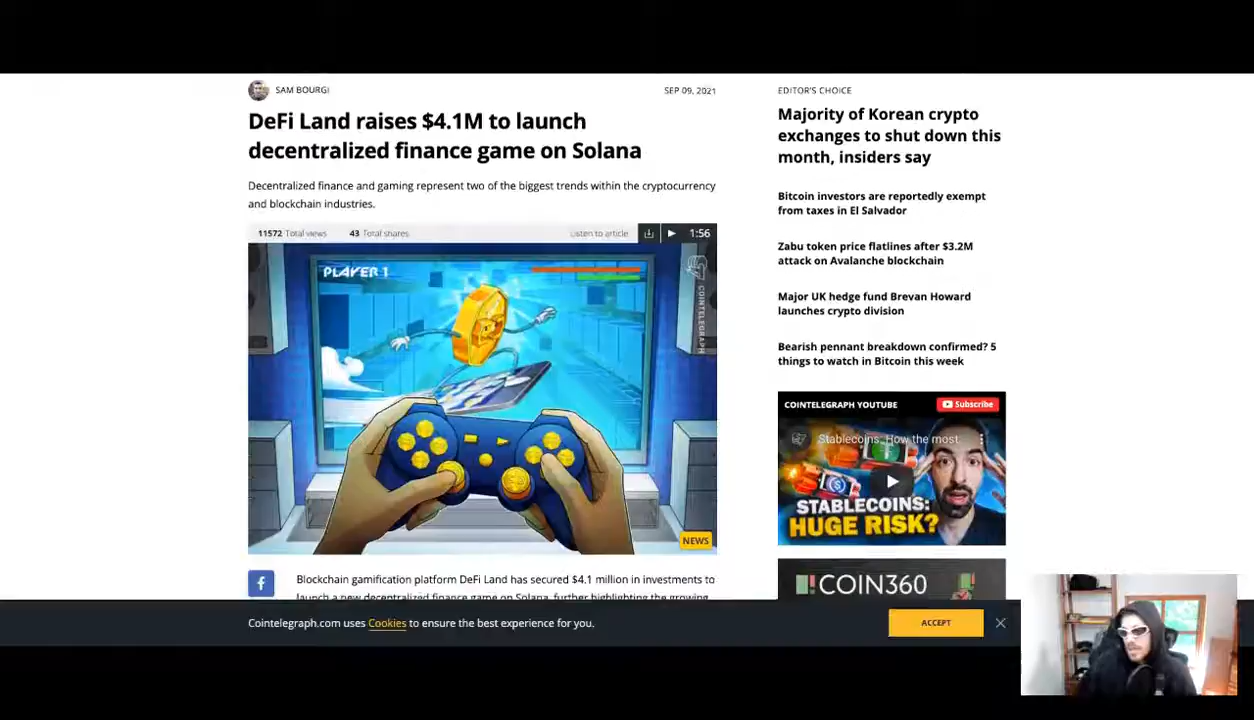 SAM BOURGI
SEP 09, 2021
DeFi Land raises $4.1M to launch
decentralized finance game on Solana
Decentralized finance and gaming represent two of the biggest trends within the cryptocurrency
and blockchain industries.
11572 Total views
43 Total shares
Listen to article
1:56
PLAYER 1
COINTELEGRAPH
NEWS
f
Blockchain gamification platform DeFi Land has secured $4.1 million in investments to
launch a new decentralized finance game on Solana, further highlighting the growing
EDITOR'S CHOICE
Majority of Korean crypto
exchanges to shut down this
month, insiders say
Bitcoin investors are reportedly exempt
from taxes in El Salvador
Zabu token price flatlines after $3.2M
attack on Avalanche blockchain
Major UK hedge fund Brevan Howard
launches crypto division
Bearish pennant breakdown confirmed? 5
things to watch in Bitcoin this week
COINTELEGRAPH YOUTUBE
Subscribe
Stablecoins: How the most
STABLECOINS:
HUGE RISK?
COIN360
Cointelegraph.com uses Cookies to ensure the best experience for you.
ACCEPT